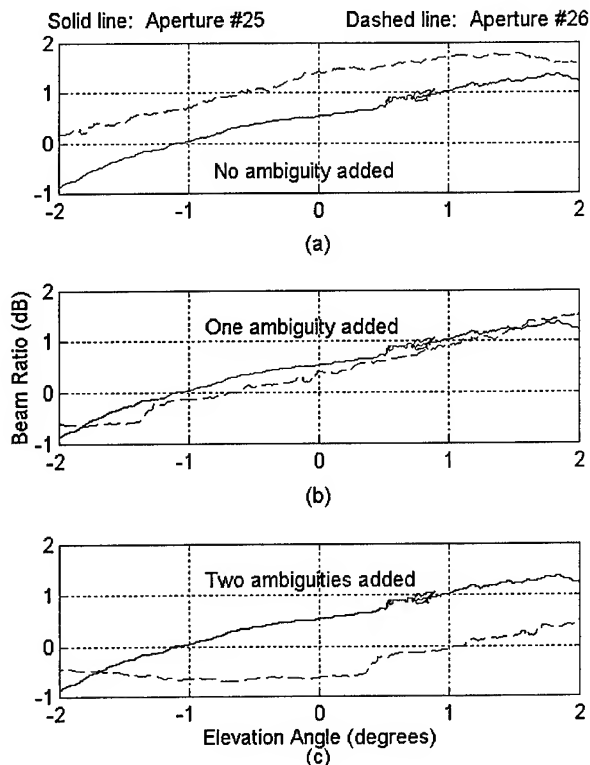 Solid line: Aperture #25 Dashed line: Aperture #26
2
1
0
-1
No ambiguity added
-2 -1 0 1 2
(a)
Beam Ratio (dB)
2
1
0
-1
One ambiguity added
-2 -1 0 1 2
(b)
2
1
0
-1
Two ambiguities added
-2 -1 0 1 2
Elevation Angle (degrees)
(c)